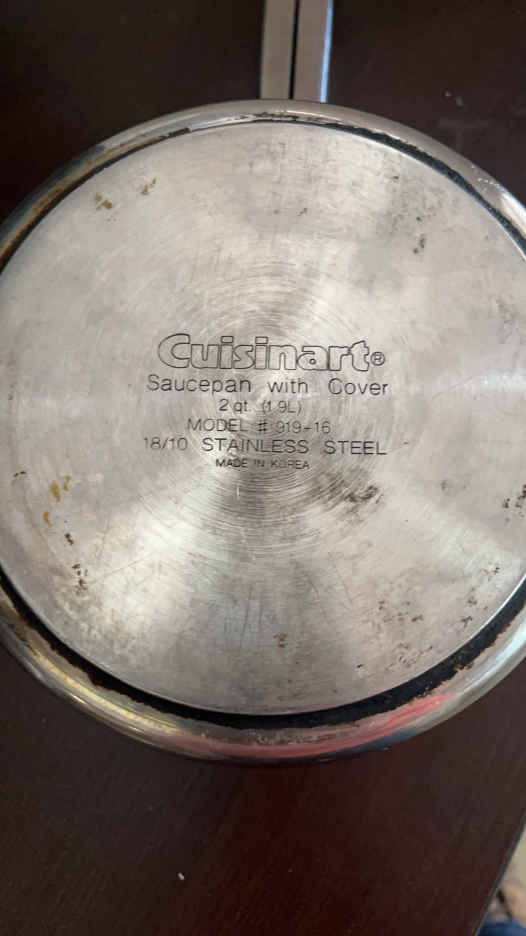 Cuisinart®
Saucepan with Cover
2 qt. (1.9L)
MODEL # 919-16
18/10 STAINLESS STEEL
MADE IN KOREA